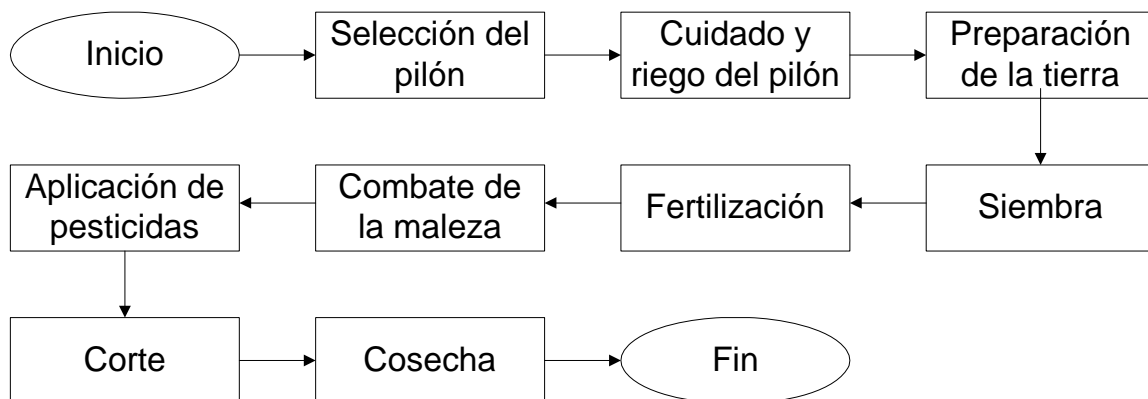 Inicio
Selección del
pilón
Cuidado y
riego del pilón
Preparación
de la tierra
Siembra
Fertilización
Combate de
la maleza
Aplicación de
pesticidas
Corte
Cosecha
Fin